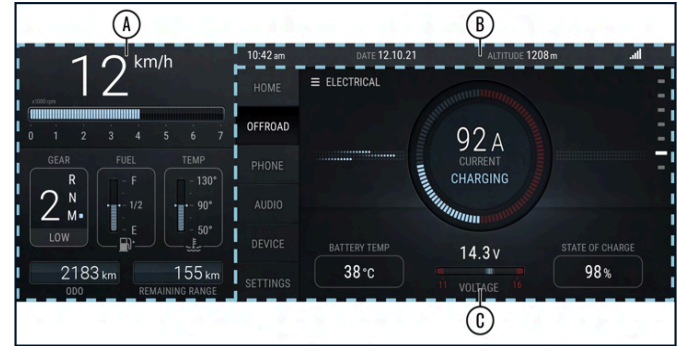 A
B
12 km/h
x1000 rpm
0 1 2 3 4 5 6 7
GEAR
2
R
N
M
LOW
FUEL
F
1/2
E
TEMP
130°
90°
50°
2183 km
ODO
155 km
REMAINING RANGE
10:42 am
DATE 12.10.21
ALTITUDE 1208 m
HOME
OFFROAD
PHONE
AUDIO
DEVICE
SETTINGS
☰ ELECTRICAL
92 A
CURRENT
CHARGING
BATTERY TEMP
38 °C
14.3 V
11 VOLTAGE 16
STATE OF CHARGE
98%
C